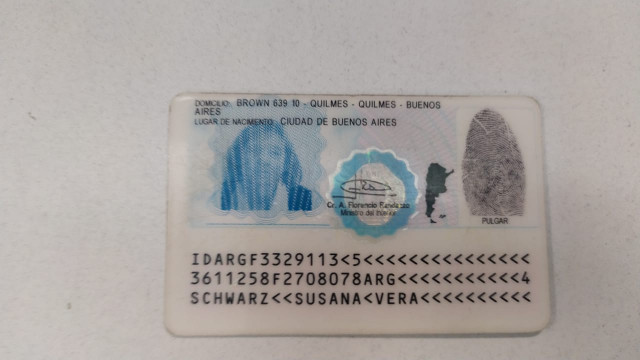 DOMICILIO: BROWN 639 10 - QUILMES - QUILMES - BUENOS
AIRES
LUGAR DE NACIMIENTO: CIUDAD DE BUENOS AIRES
Cr. A. Florencio Randazzo
Ministro del Interior
PULGAR
IDARGF3329113<5<<<<<<<<<<<<<<<
3611258F2708078ARG<<<<<<<<<<<4
SCHWARZ<<SUSANA<VERA<<<<<<<<<<